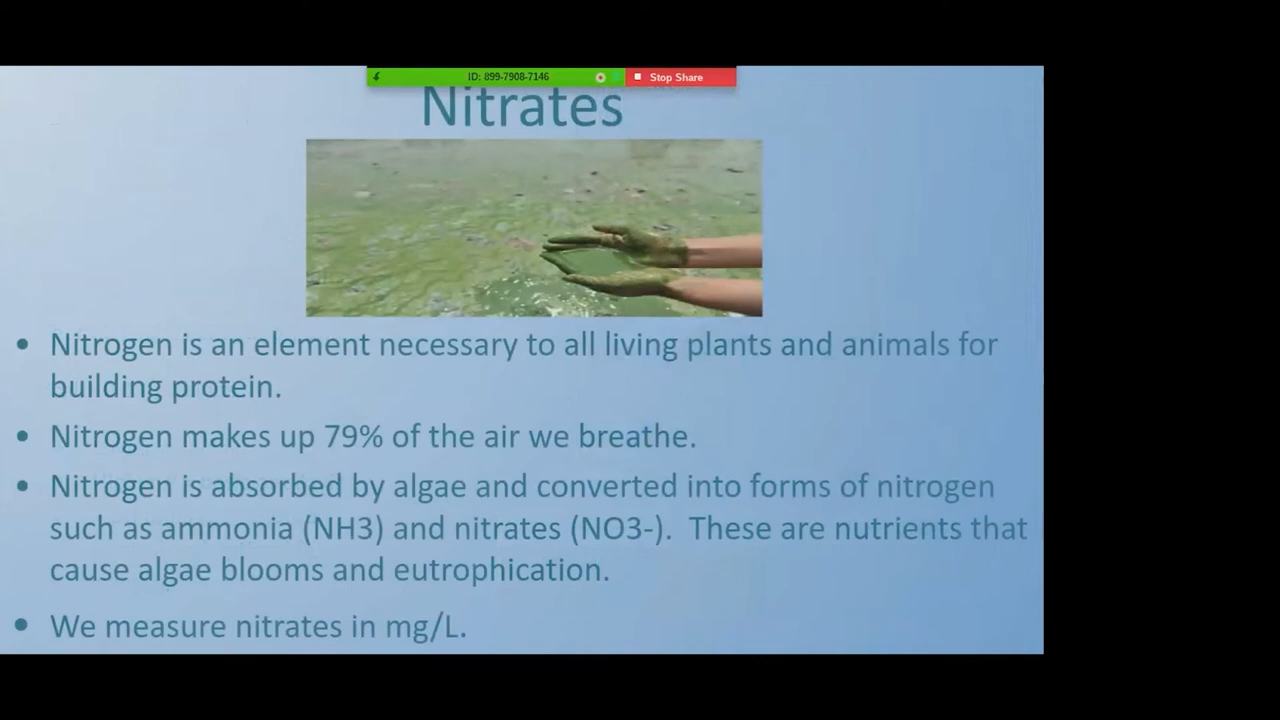 ID: 899-7908-7146
Stop Share
Nitrates
• Nitrogen is an element necessary to all living plants and animals for
building protein.
• Nitrogen makes up 79% of the air we breathe.
• Nitrogen is absorbed by algae and converted into forms of nitrogen
such as ammonia (NH3) and nitrates (NO3-).  These are nutrients that
cause algae blooms and eutrophication.
• We measure nitrates in mg/L.